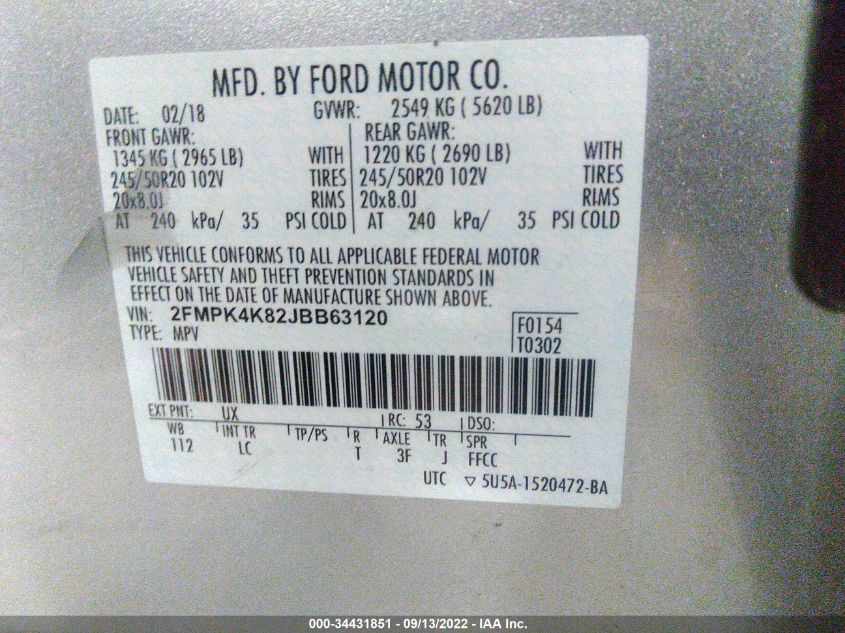 MFD. BY FORD MOTOR CO.
DATE: 02/18 GVWR: 2549 KG ( 5620 LB)
FRONT GAWR: REAR GAWR:
1345 KG ( 2965 LB) WITH 1220 KG ( 2690 LB) WITH
245/50R20 102V TIRES 245/50R20 102V TIRES
20x8.0J RIMS 20x8.0J RIMS
AT 240 kPa/ 35 PSI COLD AT 240 kPa/ 35 PSI COLD
THIS VEHICLE CONFORMS TO ALL APPLICABLE FEDERAL MOTOR
VEHICLE SAFETY AND THEFT PREVENTION STANDARDS IN
EFFECT ON THE DATE OF MANUFACTURE SHOWN ABOVE.
VIN: 2FMPK4K82JBB63120 F0154
TYPE: MPV T0302
EXT PNT: UX RC: 53 DSO:
WB INT TR TP/PS R AXLE TR SPR
112 LC T 3F J FFCC
UTC ▽ 5U5A-1520472-BA
000-34431851 - 09/13/2022 - IAA Inc.